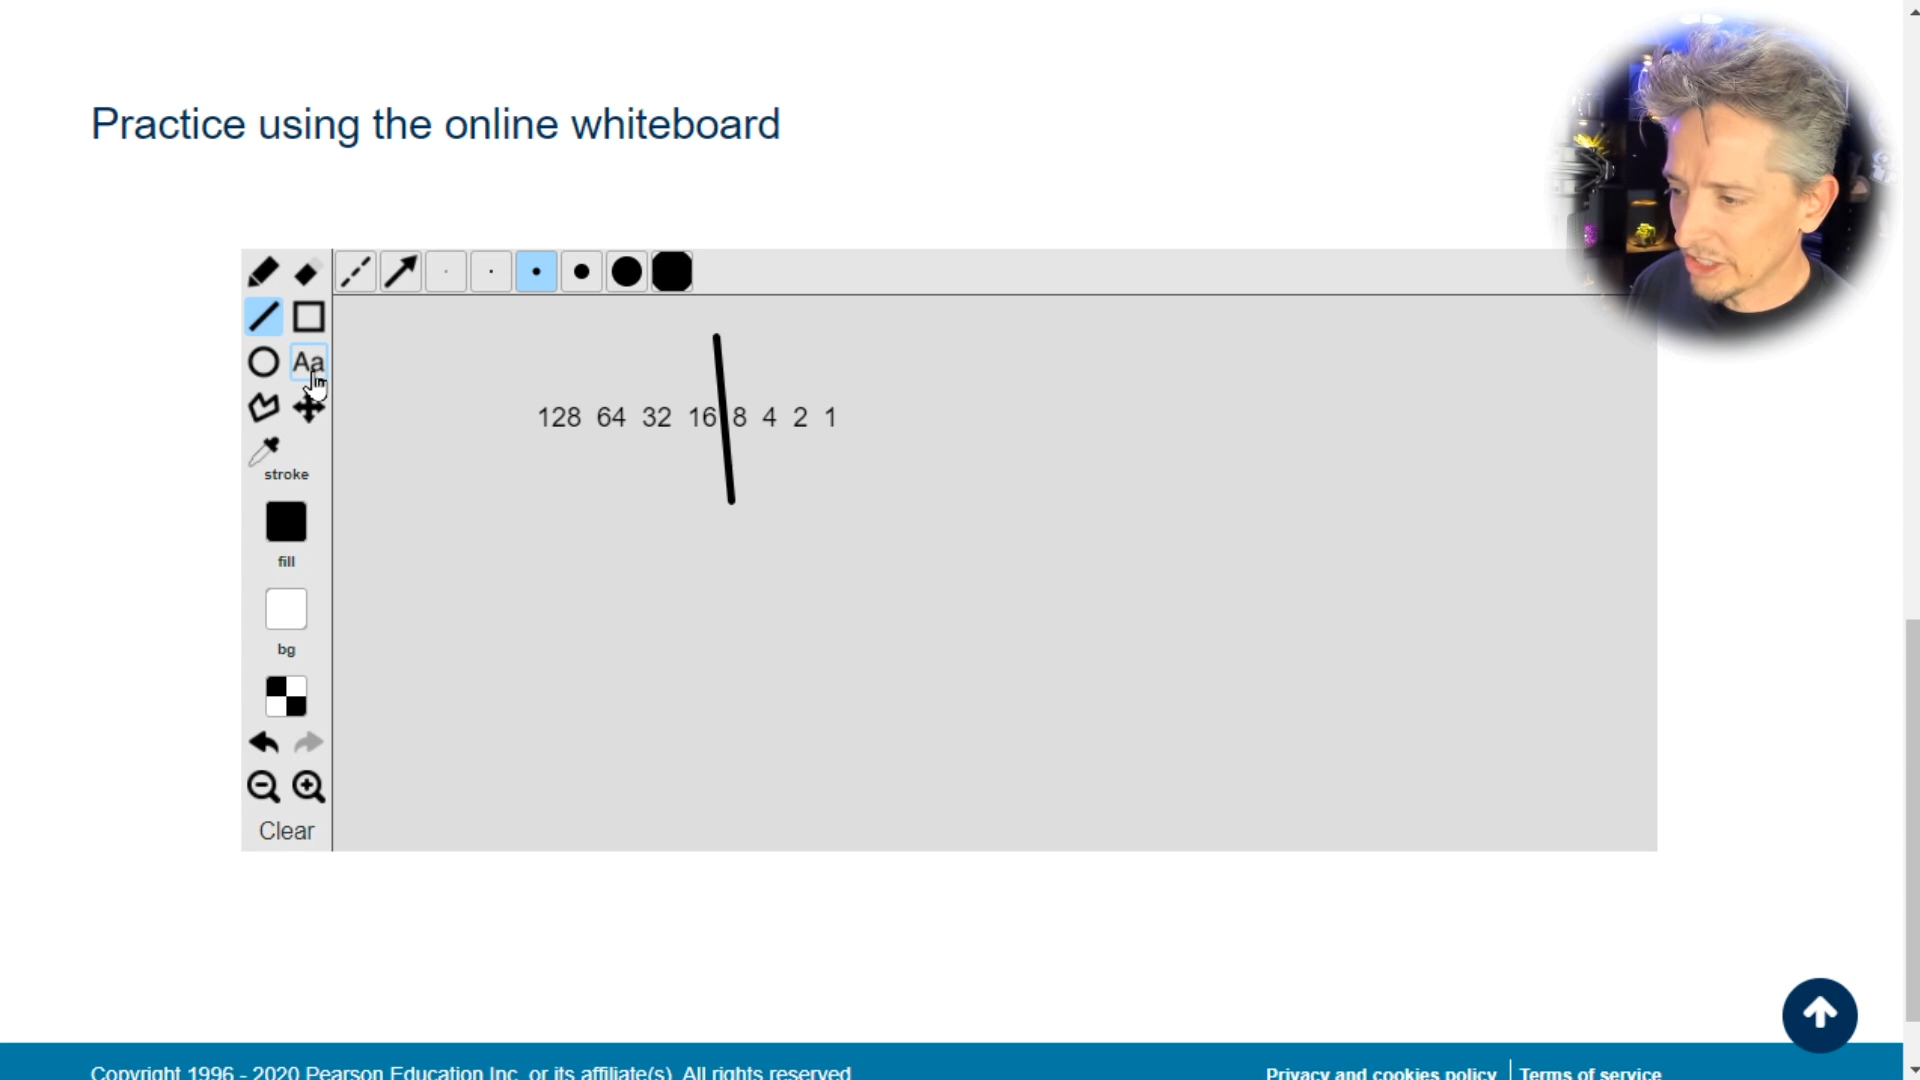 Practice using the online whiteboard
Aa
128 64 32 16 8 4 2 1
stroke
fill
bg
Clear
Copyright 1996 - 2020 Pearson Education Inc. or its affiliate(s). All rights reserved.
Privacy and cookies policy
Terms of service